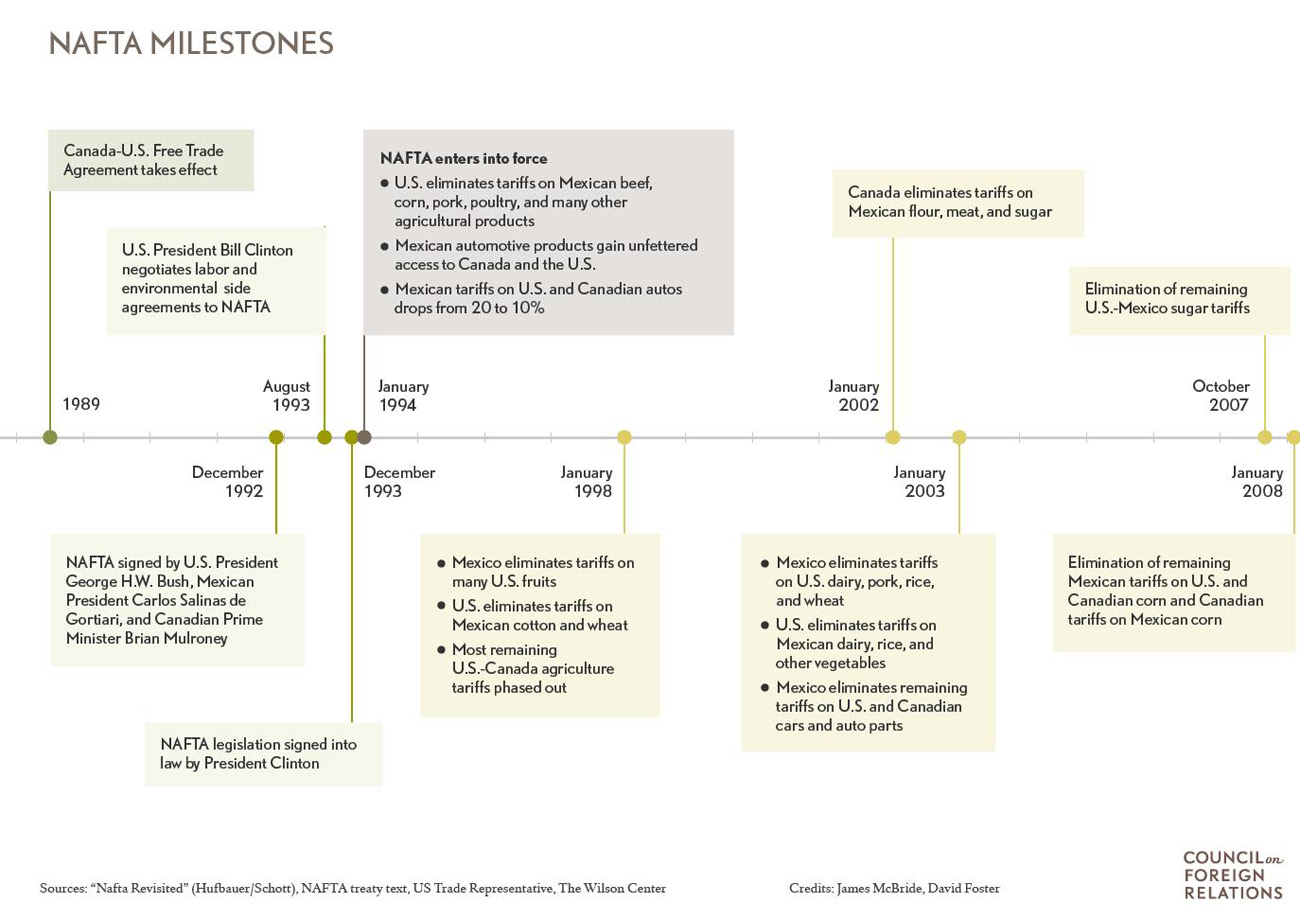 NAFTA MILESTONES
Canada-U.S. Free Trade
Agreement takes effect
1989
U.S. President Bill Clinton
negotiates labor and
environmental side
agreements to NAFTA
August
1993
NAFTA enters into force
● U.S. eliminates tariffs on Mexican beef,
corn, pork, poultry, and many other
agricultural products
● Mexican automotive products gain unfettered
access to Canada and the U.S.
● Mexican tariffs on U.S. and Canadian autos
drops from 20 to 10%
January
1994
Canada eliminates tariffs on
Mexican flour, meat, and sugar
January
2002
Elimination of remaining
U.S.-Mexico sugar tariffs
October
2007
December
1992
NAFTA signed by U.S. President
George H.W. Bush, Mexican
President Carlos Salinas de
Gortiari, and Canadian Prime
Minister Brian Mulroney
December
1993
NAFTA legislation signed into
law by President Clinton
January
1998
● Mexico eliminates tariffs on
many U.S. fruits
● U.S. eliminates tariffs on
Mexican cotton and wheat
● Most remaining
U.S.-Canada agriculture
tariffs phased out
January
2003
● Mexico eliminates tariffs
on U.S. dairy, pork, rice,
and wheat
● U.S. eliminates tariffs on
Mexican dairy, rice, and
other vegetables
● Mexico eliminates remaining
tariffs on U.S. and Canadian
cars and auto parts
January
2008
Elimination of remaining
Mexican tariffs on U.S. and
Canadian corn and Canadian
tariffs on Mexican corn
Sources: “Nafta Revisited” (Hufbauer/Schott), NAFTA treaty text, US Trade Representative, The Wilson Center
Credits: James McBride, David Foster
COUNCIL on
FOREIGN
RELATIONS